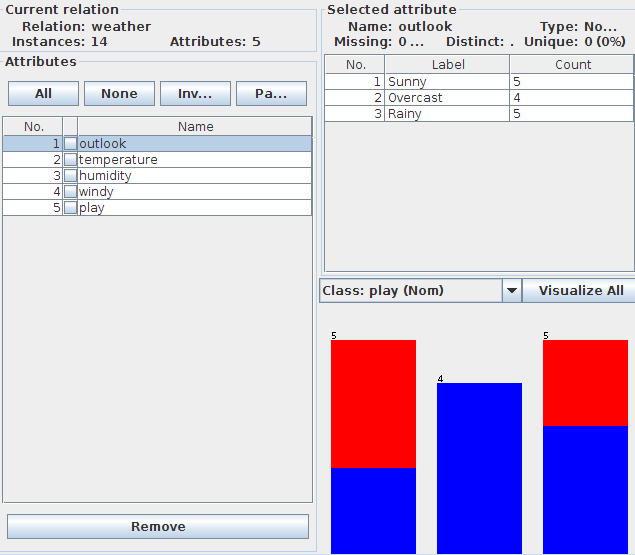 Current relation
Relation: weather
Instances: 14 Attributes: 5
Attributes
All None Inv... Pa...
No. Name
1 outlook
2 temperature
3 humidity
4 windy
5 play
Remove
Selected attribute
Name: outlook Type: No...
Missing: 0 ... Distinct: . Unique: 0 (0%)
No. Label Count
1 Sunny 5
2 Overcast 4
3 Rainy 5
Class: play (Nom) Visualize All
5 4 5